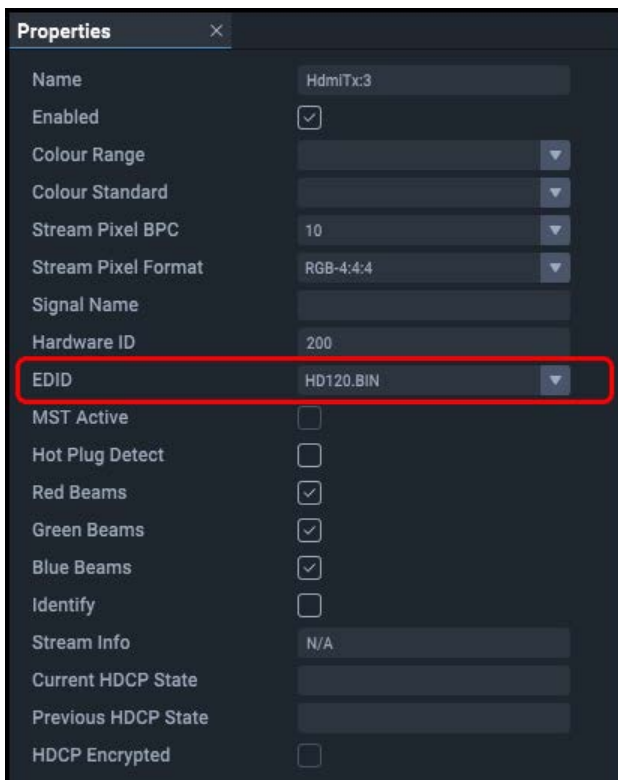 Properties ×
Name HdmiTx:3
Enabled
Colour Range
Colour Standard
Stream Pixel BPC 10
Stream Pixel Format RGB-4:4:4
Signal Name
Hardware ID 200
EDID HD120.BIN
MST Active
Hot Plug Detect
Red Beams
Green Beams
Blue Beams
Identify
Stream Info N/A
Current HDCP State
Previous HDCP State
HDCP Encrypted